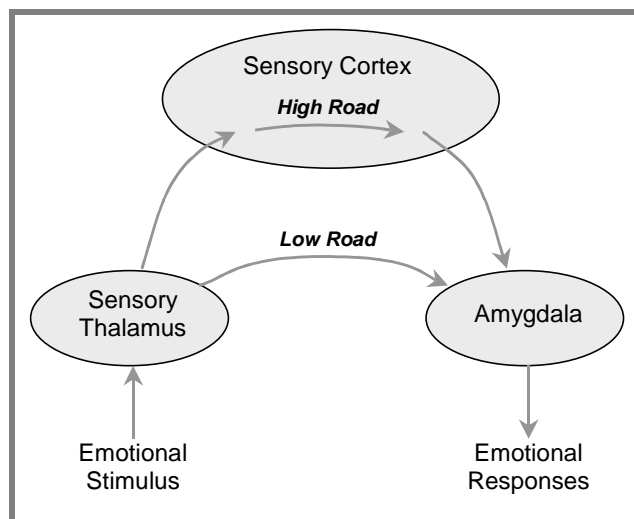 Sensory Cortex
High Road
Low Road
Sensory
Thalamus
Amygdala
Emotional
Stimulus
Emotional
Responses